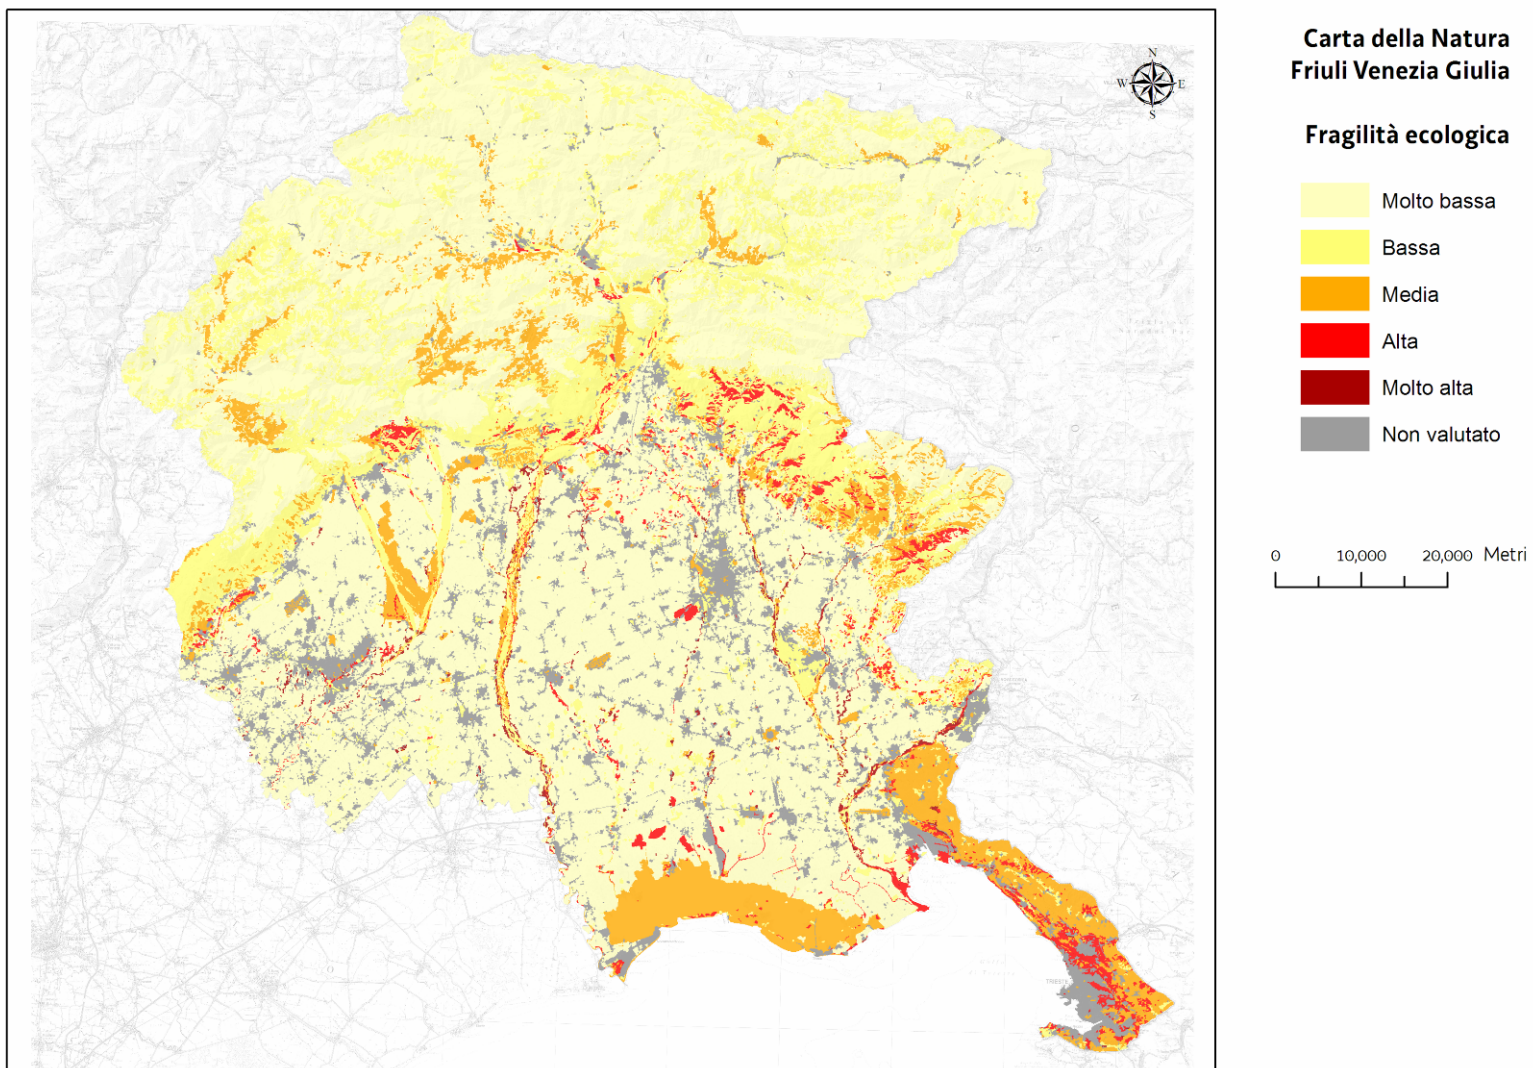 Carta della Natura
Friuli Venezia Giulia
Fragilità ecologica
Molto bassa
Bassa
Media
Alta
Molto alta
Non valutato
0 10,000 20,000 Metri
N
W E
S
TRIESTE